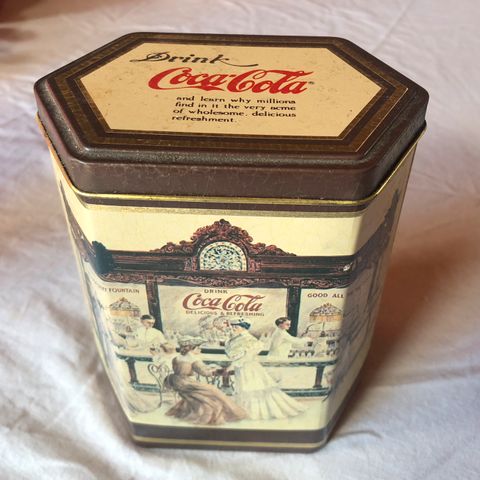 Drink
Coca-Cola®
and learn why millions
find in it the very acme
of wholesome, delicious
refreshment.
FOUNTAIN
DRINK
Coca-Cola
DELICIOUS & REFRESHING
GOOD ALL